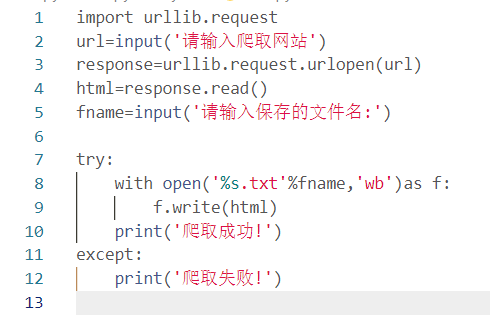 1 import urllib.request
2 url=input('请输入爬取网站')
3 response=urllib.request.urlopen(url)
4 html=response.read()
5 fname=input('请输入保存的文件名:')
6
7 try:
8     with open('%s.txt'%fname,'wb')as f:
9         f.write(html)
10     print('爬取成功!')
11 except:
12     print('爬取失败!')
13